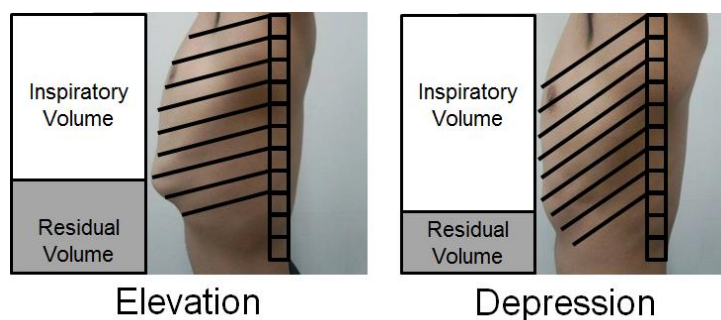 Inspiratory
Volume
Residual
Volume
Elevation
Inspiratory
Volume
Residual
Volume
Depression